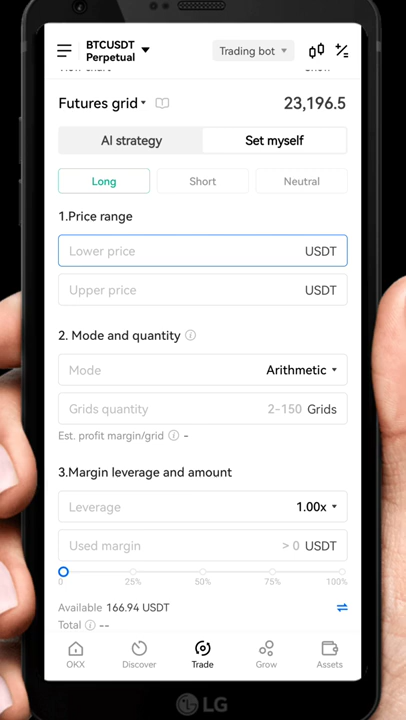 BTCUSDT
Perpetual
Trading bot
View chart
Show
Futures grid
23,196.5
AI strategy
Set myself
Long
Short
Neutral
1.Price range
Lower price
USDT
Upper price
USDT
2. Mode and quantity
Mode
Arithmetic
Grids quantity
2-150 Grids
Est. profit margin/grid -
3.Margin leverage and amount
Leverage
1.00x
Used margin
> 0 USDT
0 25% 50% 75% 100%
Available 166.94 USDT
Total --
OKX
Discover
Trade
Grow
Assets
LG